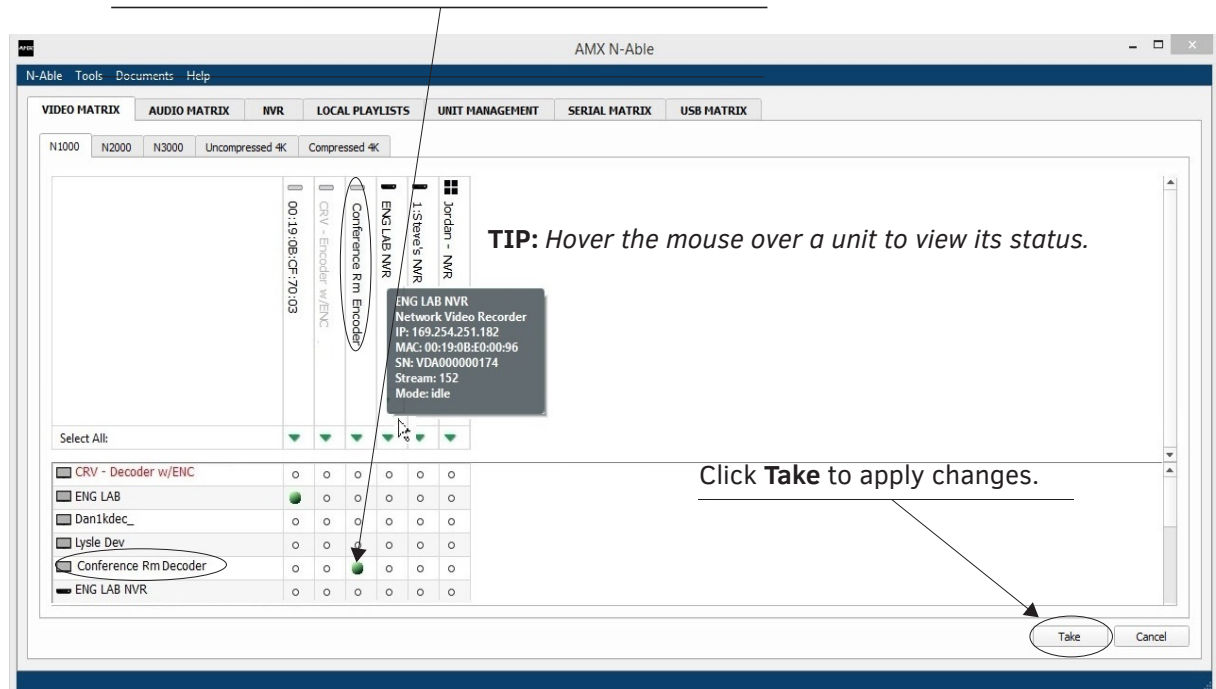 AMX
AMX N-Able
N-Able Tools Documents Help
VIDEO MATRIX AUDIO MATRIX NVR LOCAL PLAYLISTS UNIT MANAGEMENT SERIAL MATRIX USB MATRIX
N1000 N2000 N3000 Uncompressed 4K Compressed 4K
00:19:0B:CF:70:03
CRV - Encoder w/ENC
Conference Rm Encoder
ENG LAB NVR
1:Steve's NVR
Jordan - NVR
TIP: Hover the mouse over a unit to view its status.
ENG LAB NVR
Network Video Recorder
IP: 169.254.251.182
MAC: 00:19:0B:E0:00:96
SN: VDA000000174
Stream: 152
Mode: idle
Select All:
CRV - Decoder w/ENC
Click Take to apply changes.
ENG LAB
Dan1kdec_
Lysle Dev
Conference Rm Decoder
ENG LAB NVR
Take Cancel